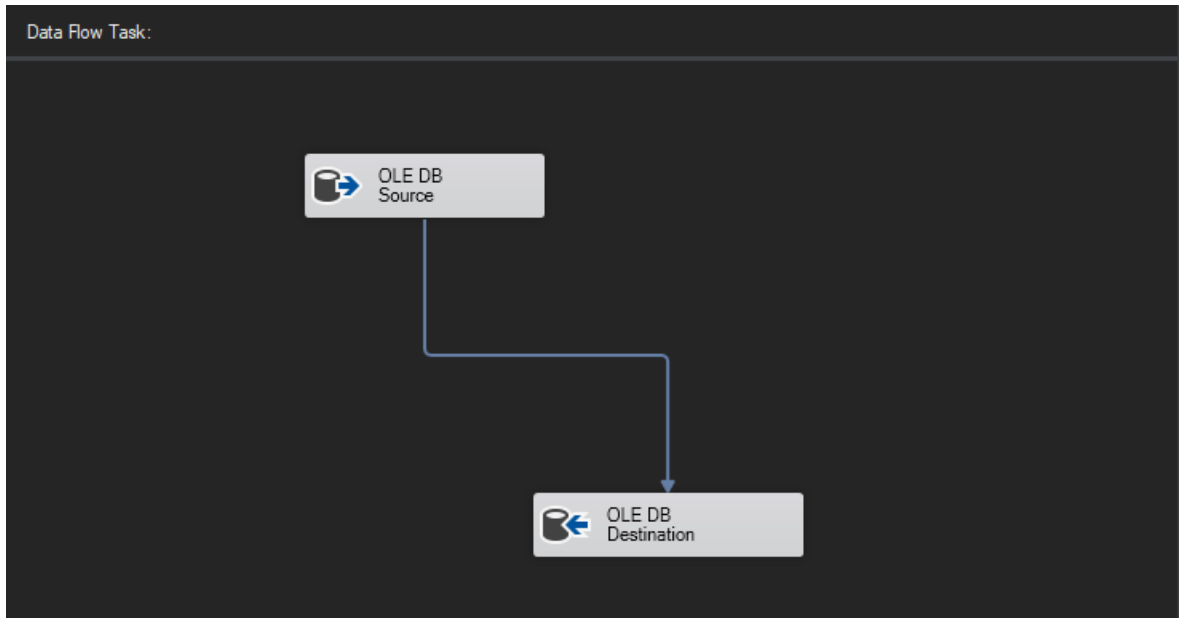 Data Flow Task:
OLE DB
Source
OLE DB
Destination